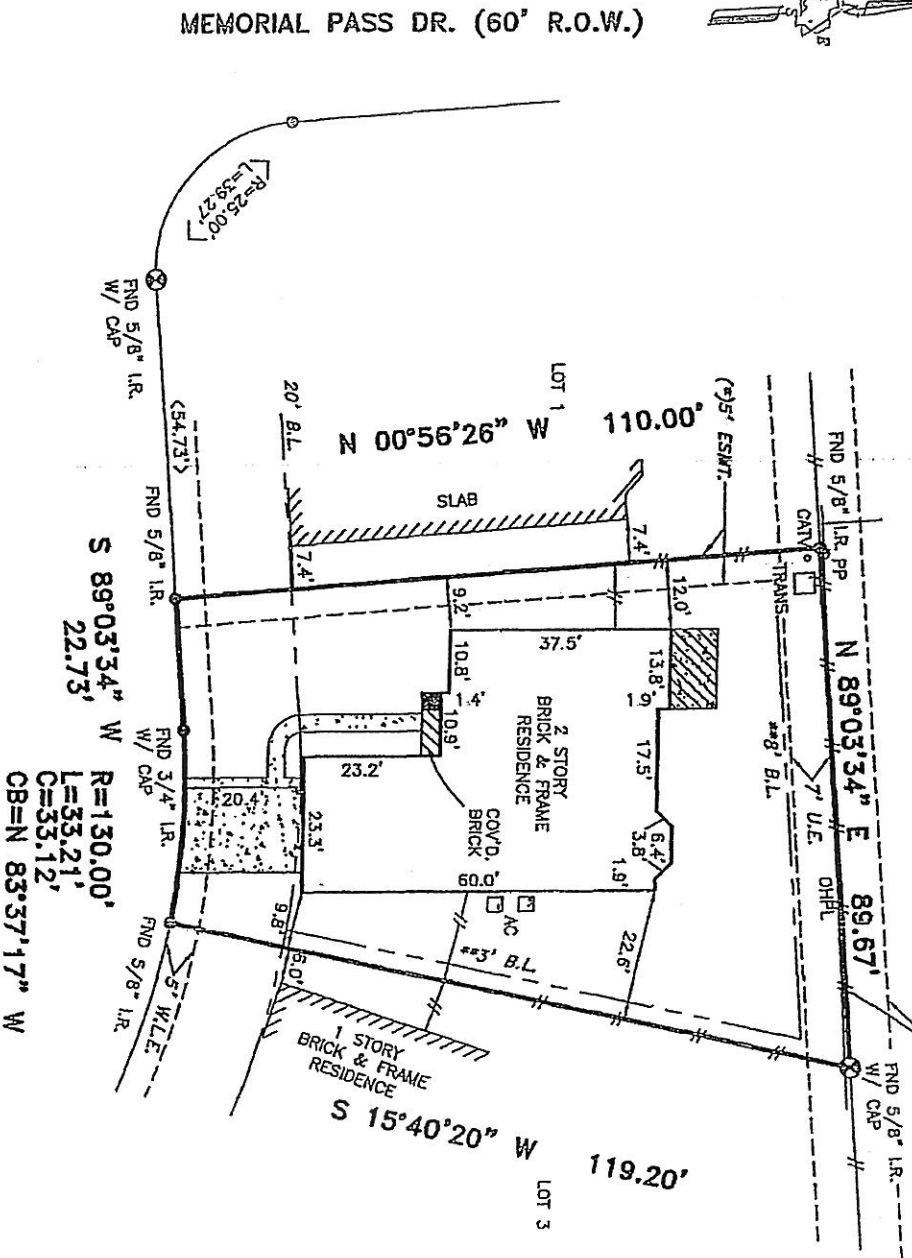 MEMORIAL PASS DR. (60' R.O.W.)
E
R=25.00'
L=39.27'
FND 5/8" I.R.
W/ CAP
<54.73'>
20' B.L.
LOT 1
N 00°56'26" W 110.00'
(*)5' ESMT.
FND 5/8" I.R.
PP
CATV
TRANS
SLAB
7.4'
7.4'
12.0'
9.2'
37.5'
13.8'
10.8'
1.4'
10.9'
1.9'
2 STORY
BRICK & FRAME
RESIDENCE
17.5'
6.4'
3.8'
1.9'
23.2'
COV'D.
BRICK
60.0'
23.3'
20.4'
AC
22.6'
9.8'
**3' B.L.
**8' B.L.
7' U.E.
OHPL
N 89°03'34" E 89.67'
FND 5/8" I.R.
W/ CAP
FND 5/8" I.R.
FND 3/4" I.R.
W/ CAP
FND 5/8" I.R.
5' W.L.E.
1 STORY
BRICK & FRAME
RESIDENCE
S 15°40'20" W 119.20'
LOT 3
S 89°03'34" W
22.73'
R=130.00'
L=33.21'
C=33.12'
CB=N 83°37'17" W